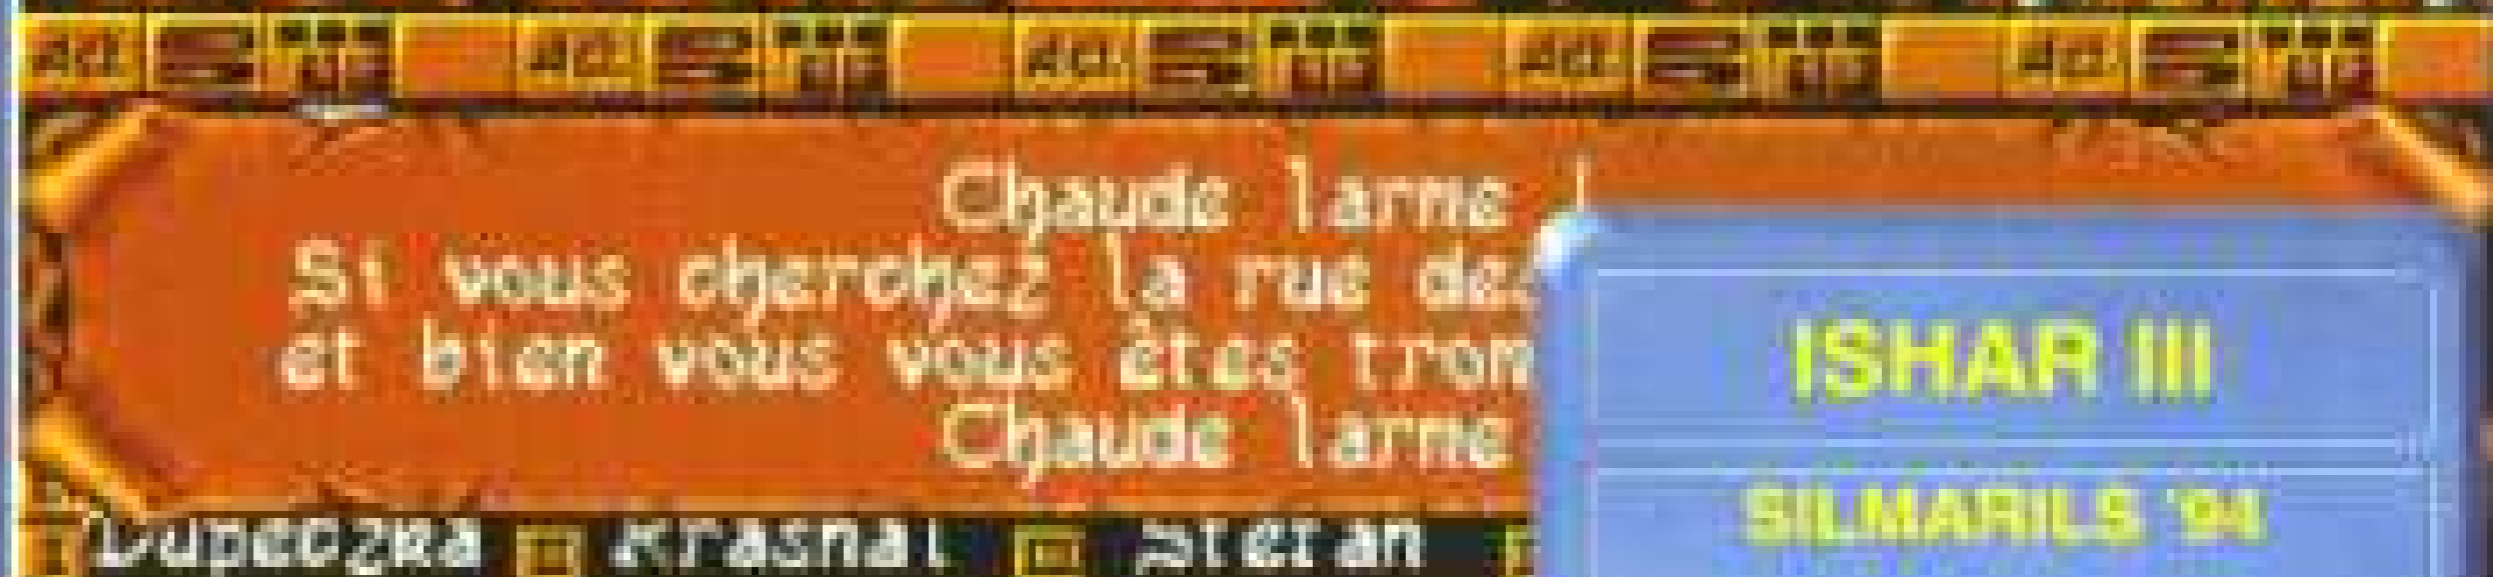 Chaude larme !
Si vous cherchez la rue des
et bien vous vous êtes trom
Chaude larme
Dupeczka Krasnal Stefan
ISHAR III
SILMARILS '94